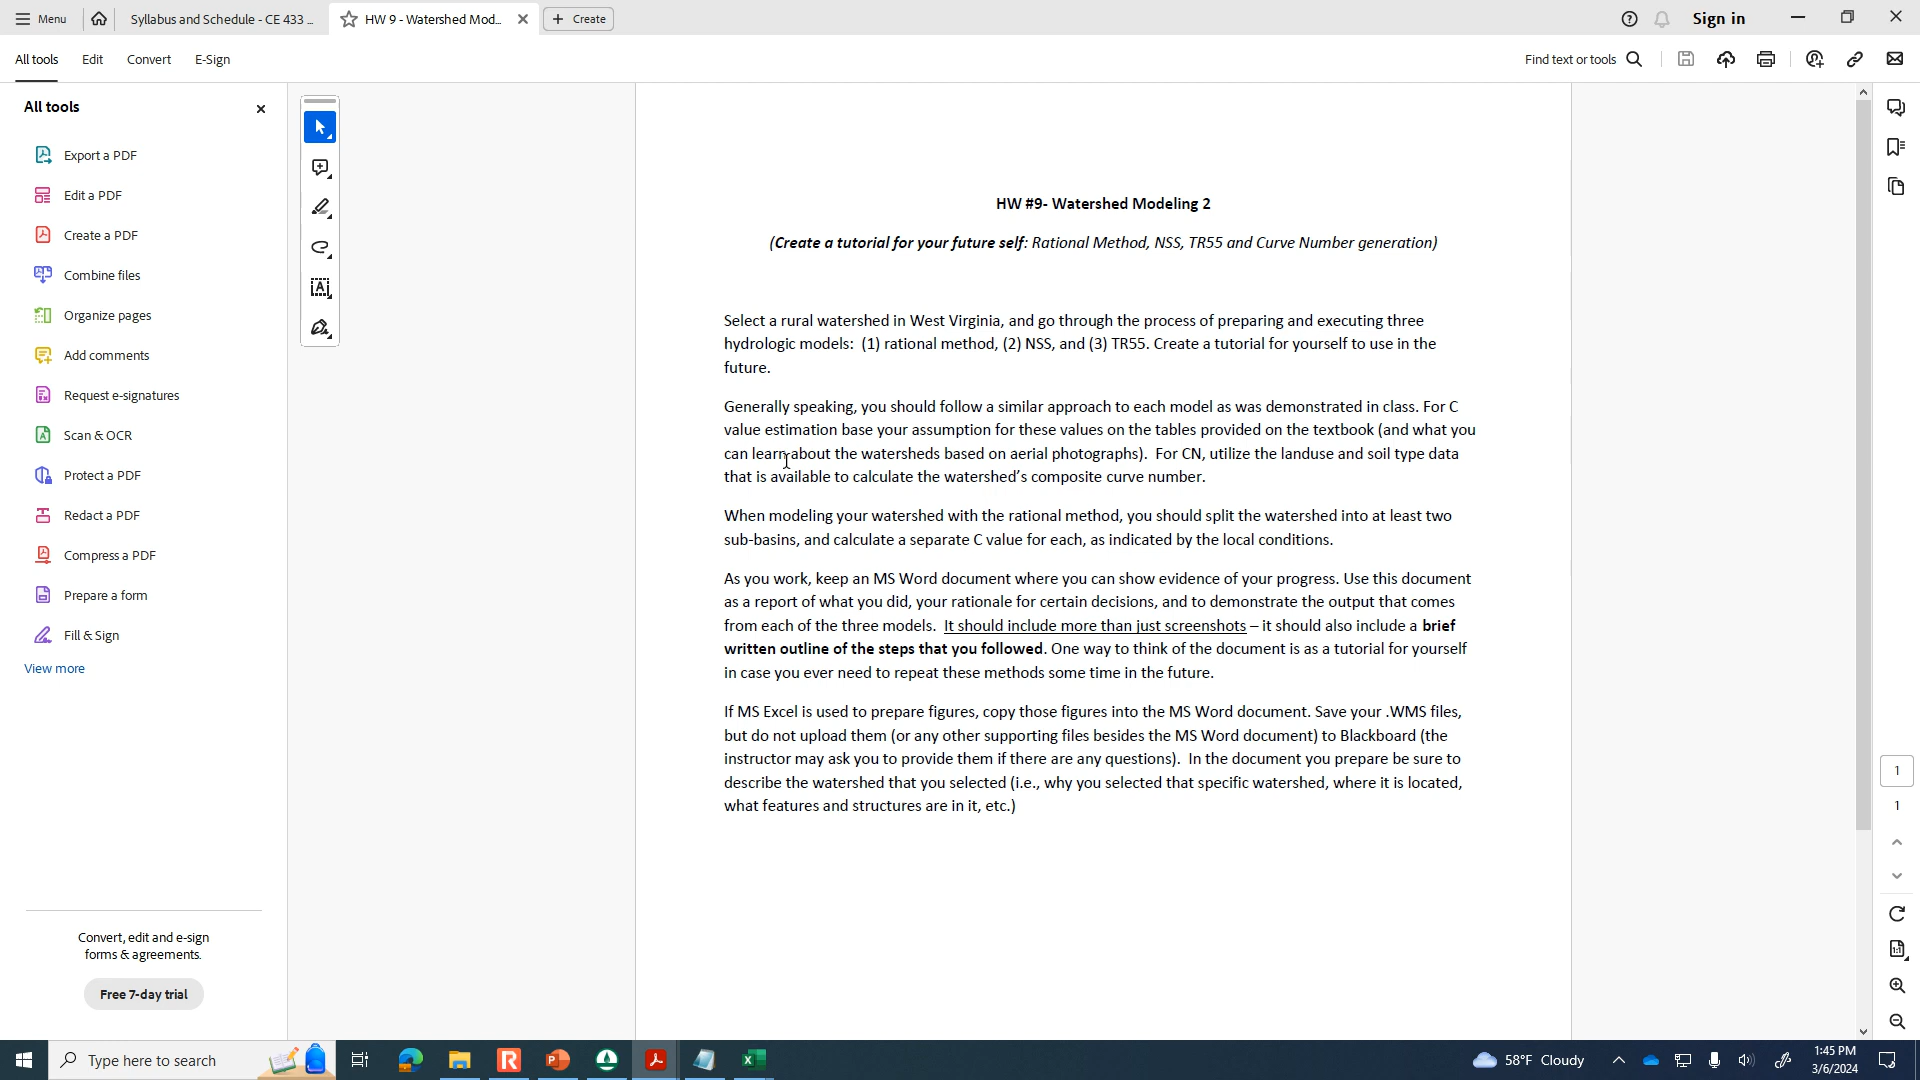 Menu
Syllabus and Schedule - CE 433 ...
HW 9 - Watershed Mod...
Create
Sign in
All tools
Edit
Convert
E-Sign
Find text or tools
All tools
Export a PDF
Edit a PDF
Create a PDF
Combine files
Organize pages
Add comments
Request e-signatures
Scan & OCR
Protect a PDF
Redact a PDF
Compress a PDF
Prepare a form
Fill & Sign
View more
Convert, edit and e-sign
forms & agreements.
Free 7-day trial
HW #9- Watershed Modeling 2
(Create a tutorial for your future self: Rational Method, NSS, TR55 and Curve Number generation)
Select a rural watershed in West Virginia, and go through the process of preparing and executing three
hydrologic models: (1) rational method, (2) NSS, and (3) TR55. Create a tutorial for yourself to use in the
future.
Generally speaking, you should follow a similar approach to each model as was demonstrated in class. For C
value estimation base your assumption for these values on the tables provided on the textbook (and what you
can learn about the watersheds based on aerial photographs). For CN, utilize the landuse and soil type data
that is available to calculate the watershed's composite curve number.
When modeling your watershed with the rational method, you should split the watershed into at least two
sub-basins, and calculate a separate C value for each, as indicated by the local conditions.
As you work, keep an MS Word document where you can show evidence of your progress. Use this document
as a report of what you did, your rationale for certain decisions, and to demonstrate the output that comes
from each of the three models. It should include more than just screenshots – it should also include a brief
written outline of the steps that you followed. One way to think of the document is as a tutorial for yourself
in case you ever need to repeat these methods some time in the future.
If MS Excel is used to prepare figures, copy those figures into the MS Word document. Save your .WMS files,
but do not upload them (or any other supporting files besides the MS Word document) to Blackboard (the
instructor may ask you to provide them if there are any questions). In the document you prepare be sure to
describe the watershed that you selected (i.e., why you selected that specific watershed, where it is located,
what features and structures are in it, etc.)
1
1
Type here to search
58°F Cloudy
1:45 PM
3/6/2024